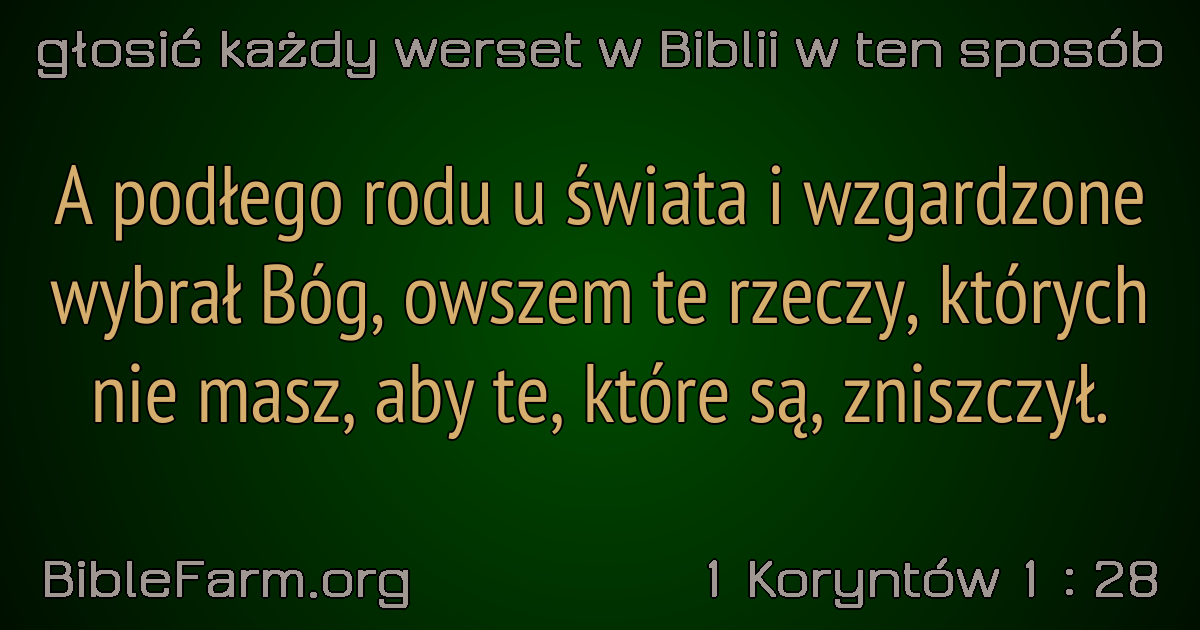 głosić każdy werset w Biblii w ten sposób
A podłego rodu u świata i wzgardzone
wybrał Bóg, owszem te rzeczy, których
nie masz, aby te, które są, zniszczył.
BibleFarm.org
1 Koryntów 1 : 28